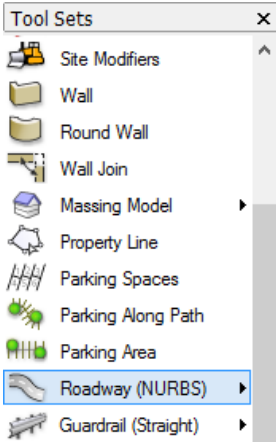 Tool Sets
Site Modifiers
Wall
Round Wall
Wall Join
Massing Model
Property Line
Parking Spaces
Parking Along Path
Parking Area
Roadway (NURBS)
Guardrail (Straight)